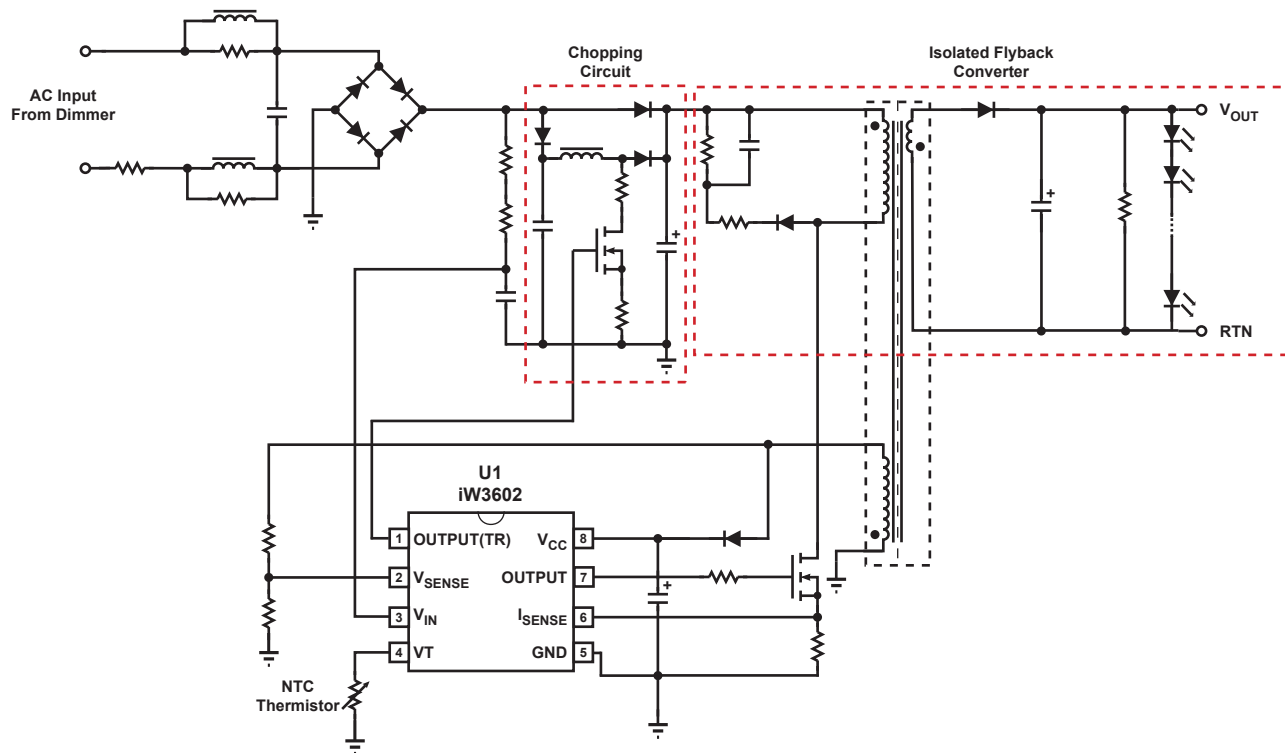 Chopping
Circuit
Isolated Flyback
Converter
AC Input
From Dimmer
VOUT
+
+
RTN
U1
iW3602
1 OUTPUT(TR)
VCC 8
2 VSENSE
OUTPUT 7
+
3 VIN
ISENSE 6
4 VT
GND 5
NTC
Thermistor